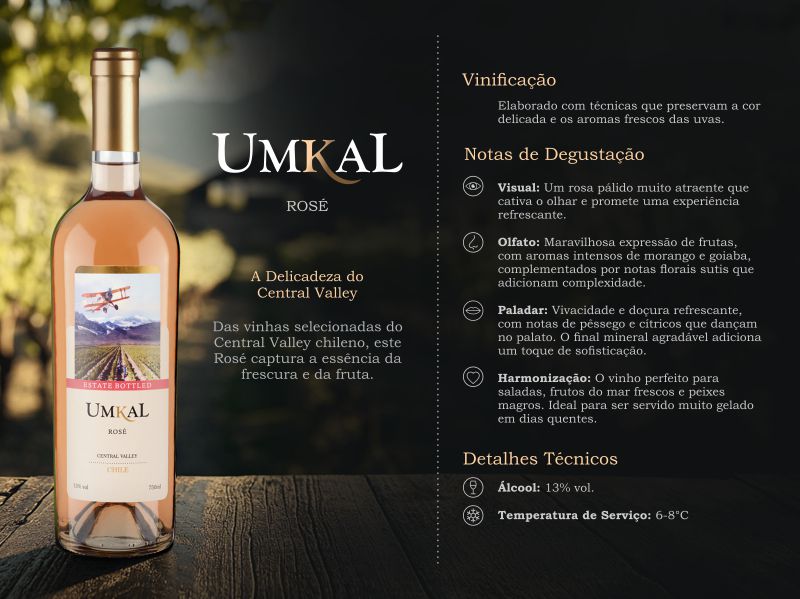 UMKAL
ROSÉ
A Delicadeza do
Central Valley
Das vinhas selecionadas do
Central Valley chileno, este
Rosé captura a essência da
frescura e da fruta.
ESTATE BOTTLED
UMKAL
ROSÉ
CENTRAL VALLEY
CHILE
13% vol
750ml
Vinificação
Elaborado com técnicas que preservam a cor
delicada e os aromas frescos das uvas.
Notas de Degustação
Visual: Um rosa pálido muito atraente que
cativa o olhar e promete uma experiência
refrescante.
Olfato: Maravilhosa expressão de frutas,
com aromas intensos de morango e goiaba,
complementados por notas florais sutis que
adicionam complexidade.
Paladar: Vivacidade e doçura refrescante,
com notas de pêssego e cítricos que dançam
no palato. O final mineral agradável adiciona
um toque de sofisticação.
Harmonização: O vinho perfeito para
saladas, frutos do mar frescos e peixes
magros. Ideal para ser servido muito gelado
em dias quentes.
Detalhes Técnicos
Álcool: 13% vol.
Temperatura de Serviço: 6-8°C